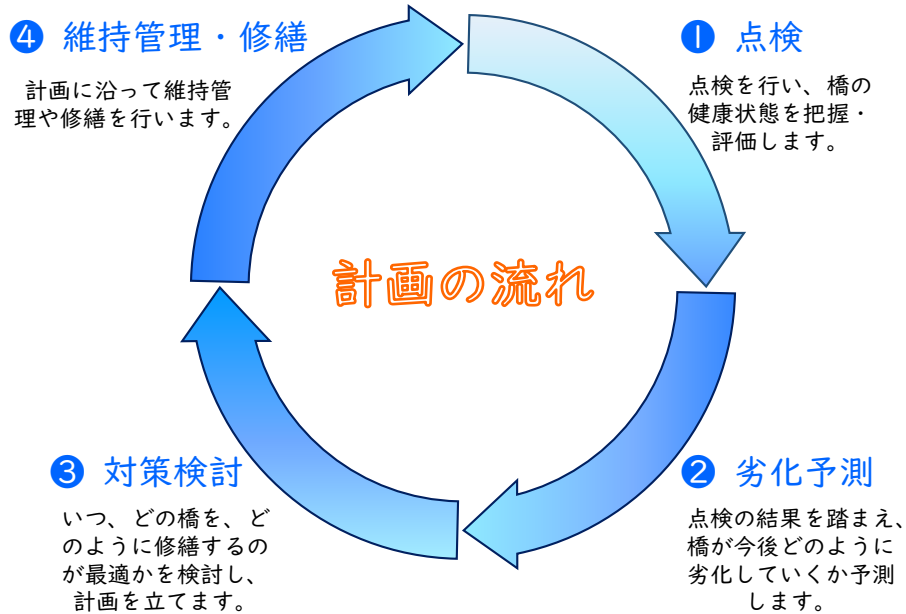 ❶ 点検
点検を行い、橋の
健康状態を把握・
評価します。
❷ 劣化予測
点検の結果を踏まえ、
橋が今後どのように
劣化していくか予測
します。
❸ 対策検討
いつ、どの橋を、ど
のように修繕するの
が最適かを検討し、
計画を立てます。
❹ 維持管理・修繕
計画に沿って維持管
理や修繕を行います。
計画の流れ